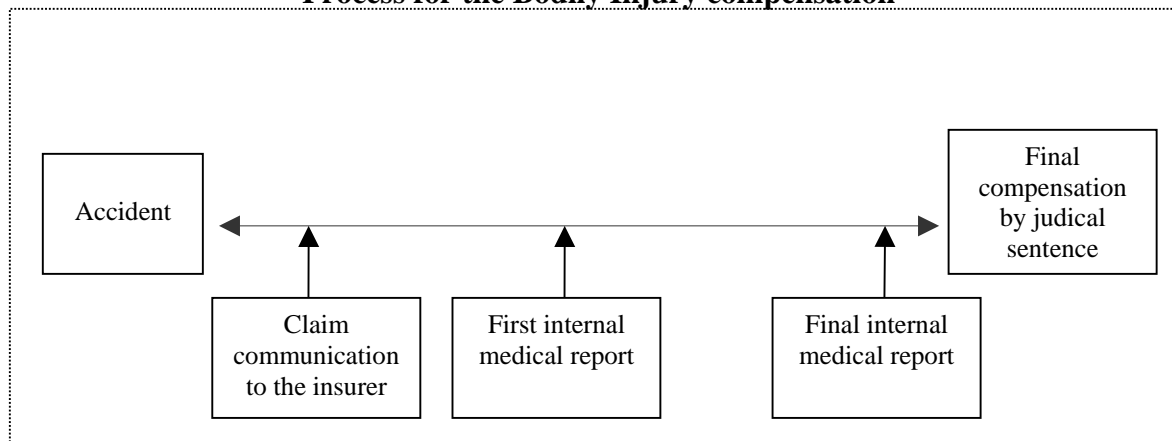 Process for the Bodily Injury compensation
Accident
Final
compensation
by judical
sentence
Claim
communication
to the insurer
First internal
medical report
Final internal
medical report